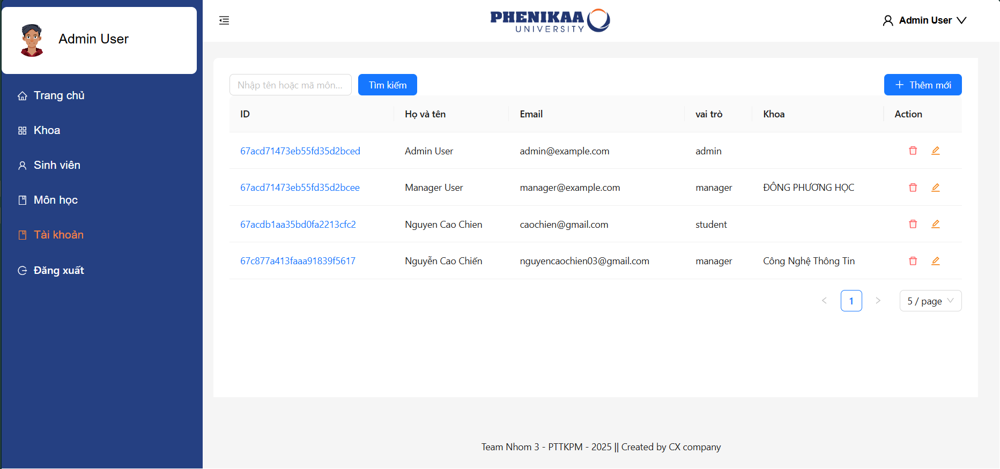 Admin User
Trang chủ
Khoa
Sinh viên
Môn học
Tài khoản
Đăng xuất
PHENIKAA
UNIVERSITY
Admin User
Nhập tên hoặc mã môn...
Tìm kiếm
Thêm mới
ID Họ và tên Email vai trò Khoa Action
67acd71473eb55fd35d2bced Admin User admin@example.com admin
67acd71473eb55fd35d2bcee Manager User manager@example.com manager ĐÔNG PHƯƠNG HỌC
67acdb1aa35bd0fa2213cfc2 Nguyen Cao Chien caochien@gmail.com student
67c877a413faaa91839f5617 Nguyễn Cao Chiến nguyencaochien03@gmail.com manager Công Nghệ Thông Tin
< 1 > 5 / page
Team Nhom 3 - PTTKPM - 2025 || Created by CX company